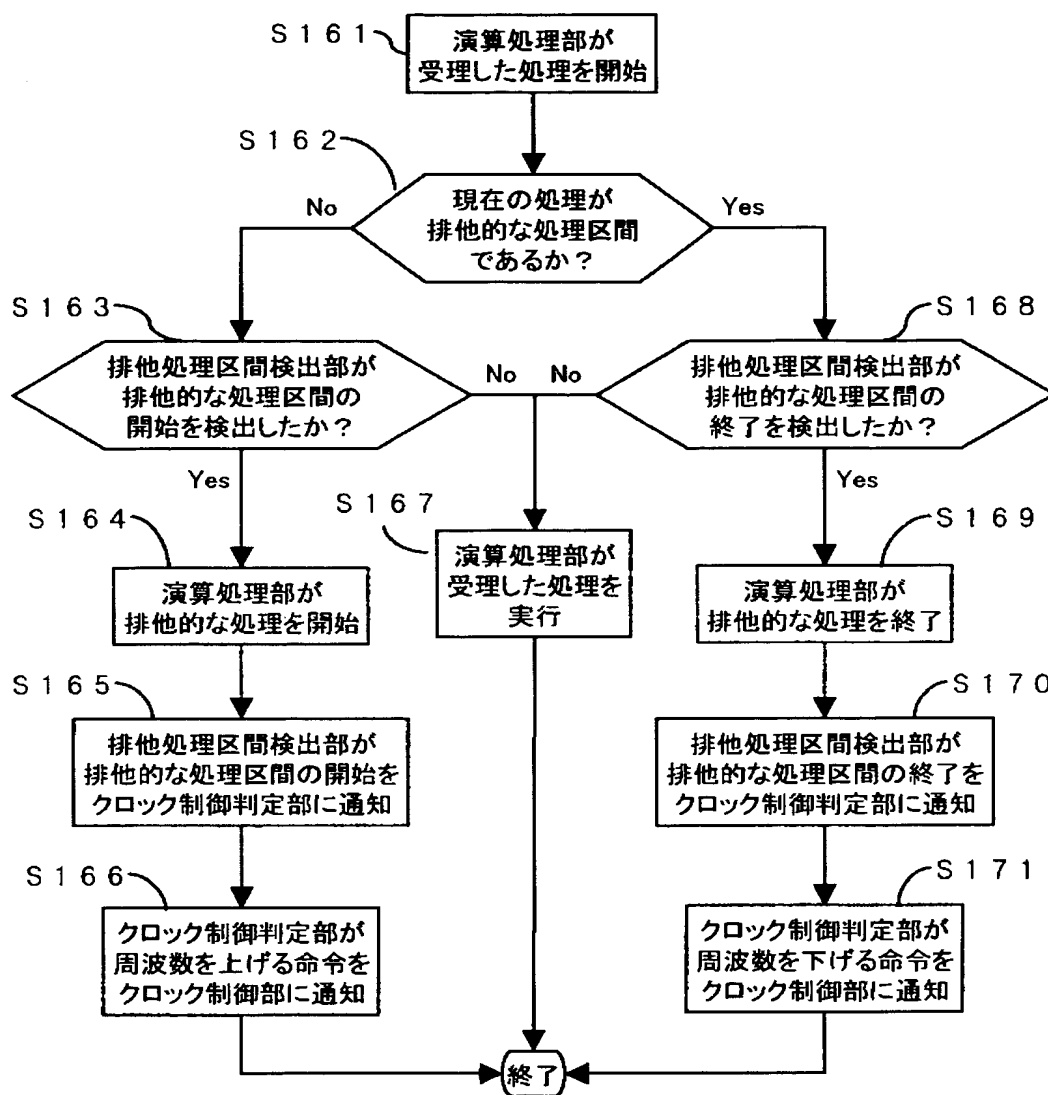 S161
演算処理部が
受理した処理を開始
S162
現在の処理が
排他的な処理区間
であるか？
No
Yes
S163
排他処理区間検出部が
排他的な処理区間の
開始を検出したか？
No
No
S168
排他処理区間検出部が
排他的な処理区間の
終了を検出したか？
Yes
Yes
S164
演算処理部が
排他的な処理を開始
S167
演算処理部が
受理した処理を
実行
S169
演算処理部が
排他的な処理を終了
S165
排他処理区間検出部が
排他的な処理区間の開始を
クロック制御判定部に通知
S170
排他処理区間検出部が
排他的な処理区間の終了を
クロック制御判定部に通知
S166
クロック制御判定部が
周波数を上げる命令を
クロック制御部に通知
S171
クロック制御判定部が
周波数を下げる命令を
クロック制御部に通知
終了